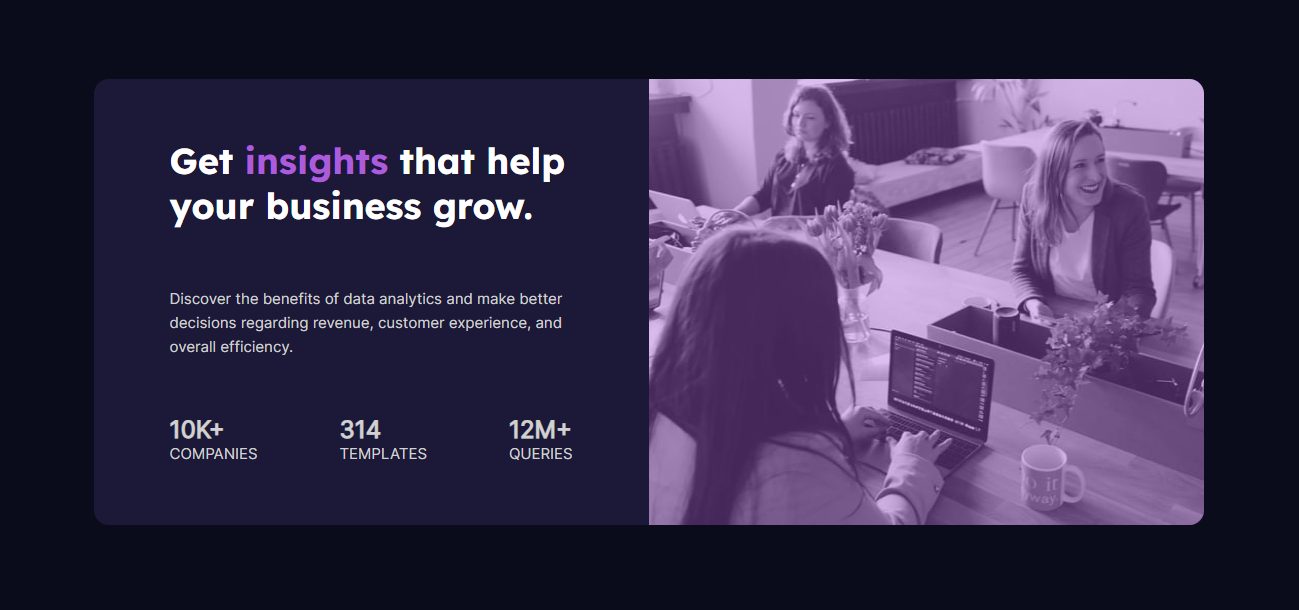 Get insights that help
your business grow.
Discover the benefits of data analytics and make better
decisions regarding revenue, customer experience, and
overall efficiency.
10K+ 314 12M+
COMPANIES TEMPLATES QUERIES